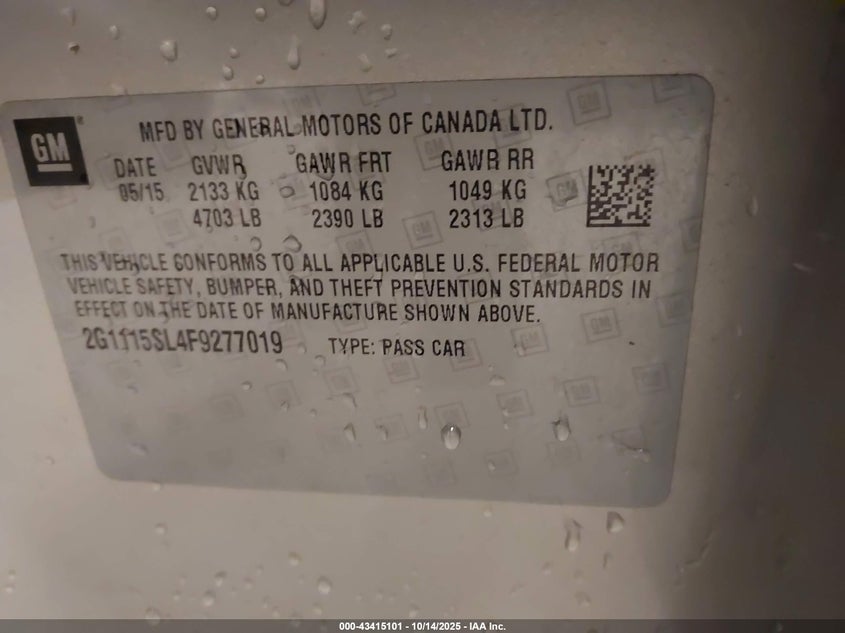 GM
MFD BY GENERAL MOTORS OF CANADA LTD.
DATE GVWR GAWR FRT GAWR RR
05/15 2133 KG 1084 KG 1049 KG
4703 LB 2390 LB 2313 LB
THIS VEHICLE CONFORMS TO ALL APPLICABLE U.S. FEDERAL MOTOR
VEHICLE SAFETY, BUMPER, AND THEFT PREVENTION STANDARDS IN
EFFECT ON THE DATE OF MANUFACTURE SHOWN ABOVE.
2G1115SL4F9277019 TYPE: PASS CAR
000-43415101 - 10/14/2025 - IAA Inc.